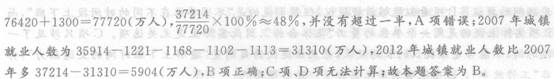 76420+1300=77720(万人),37214/77720×100%≈48%,并没有超过一半,A 项错误;2007 年城镇
就业人数为 35914-1221-1168-1102-1113=31310(万人),2012 年城镇就业人数比 2007
年多 37214-31310=5904(万人),B 项正确;C 项、D 项无法计算;故本题答案为 B。